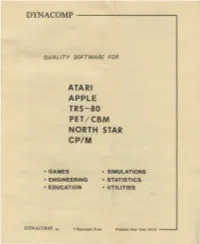 DYNACOMP
QUALITY SOFTWARE FOR
ATARI
APPLE
TRS-80
PET/CBM
NORTH STAR
CP/M
• GAMES • SIMULATIONS
• ENGINEERING • STATISTICS
• EDUCATION • UTILITIES
DYNACOMP, Inc.